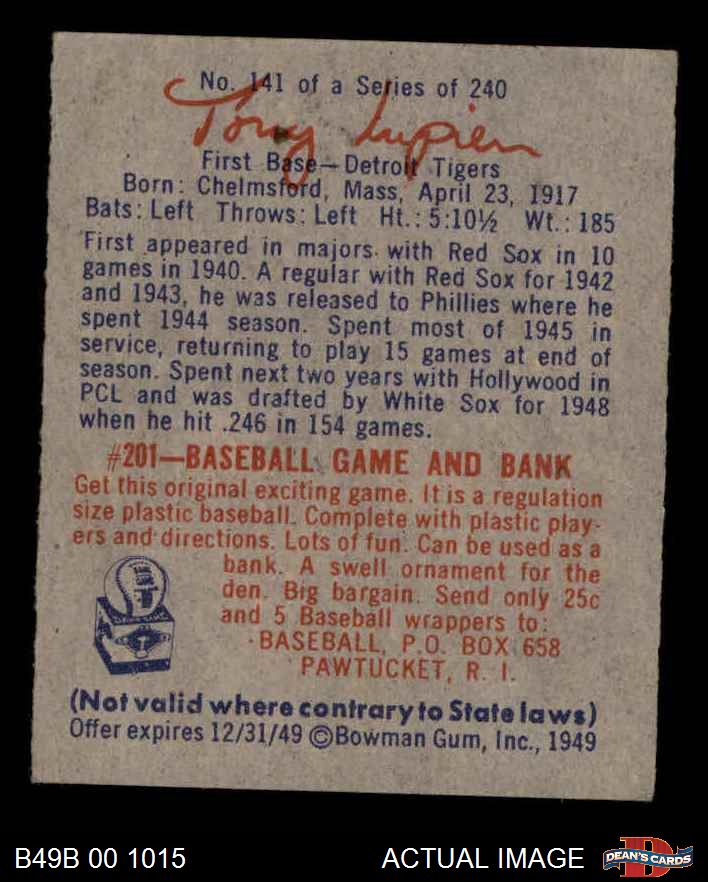 No. 141 of a Series of 240
Tony Lupien
First Base—Detroit Tigers
Born: Chelmsford, Mass, April 23, 1917
Bats: Left Throws: Left Ht.: 5:10½ Wt.: 185
First appeared in majors with Red Sox in 10
games in 1940. A regular with Red Sox for 1942
and 1943, he was released to Phillies where he
spent 1944 season. Spent most of 1945 in
service, returning to play 15 games at end of
season. Spent next two years with Hollywood in
PCL and was drafted by White Sox for 1948
when he hit .246 in 154 games.
#201—BASEBALL GAME AND BANK
Get this original exciting game. It is a regulation
size plastic baseball. Complete with plastic play-
ers and directions. Lots of fun. Can be used as a
bank. A swell ornament for the
den. Big bargain. Send only 25c
and 5 Baseball wrappers to:
BASEBALL, P.O. BOX 658
PAWTUCKET, R. I.
(Not valid where contrary to State laws)
Offer expires 12/31/49 ©Bowman Gum, Inc., 1949
B49B 00 1015
ACTUAL IMAGE
D
DEAN'S CARDS